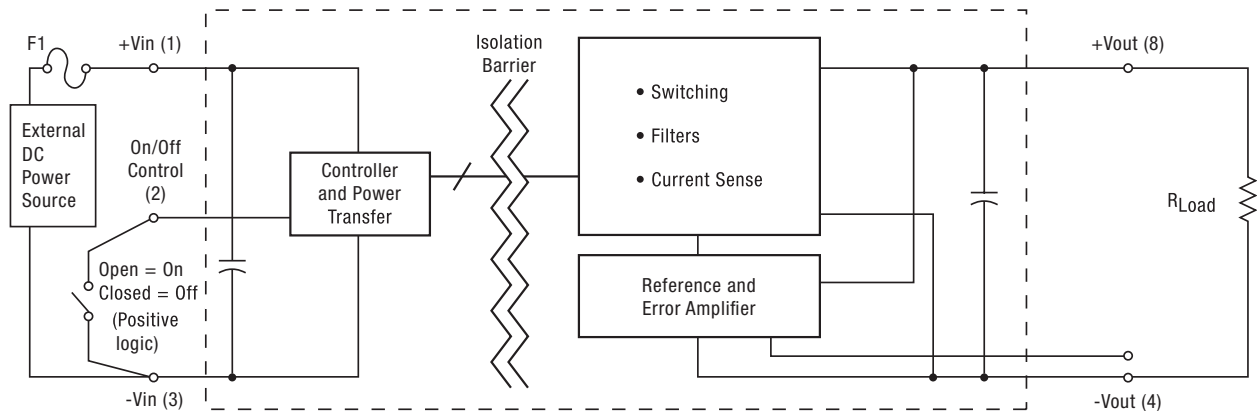 F1
+Vin (1)
External
DC
Power
Source
On/Off
Control
(2)
Open = On
Closed = Off
(Positive
logic)
-Vin (3)
Controller
and Power
Transfer
Isolation
Barrier
• Switching
• Filters
• Current Sense
Reference and
Error Amplifier
+Vout (8)
RLoad
-Vout (4)